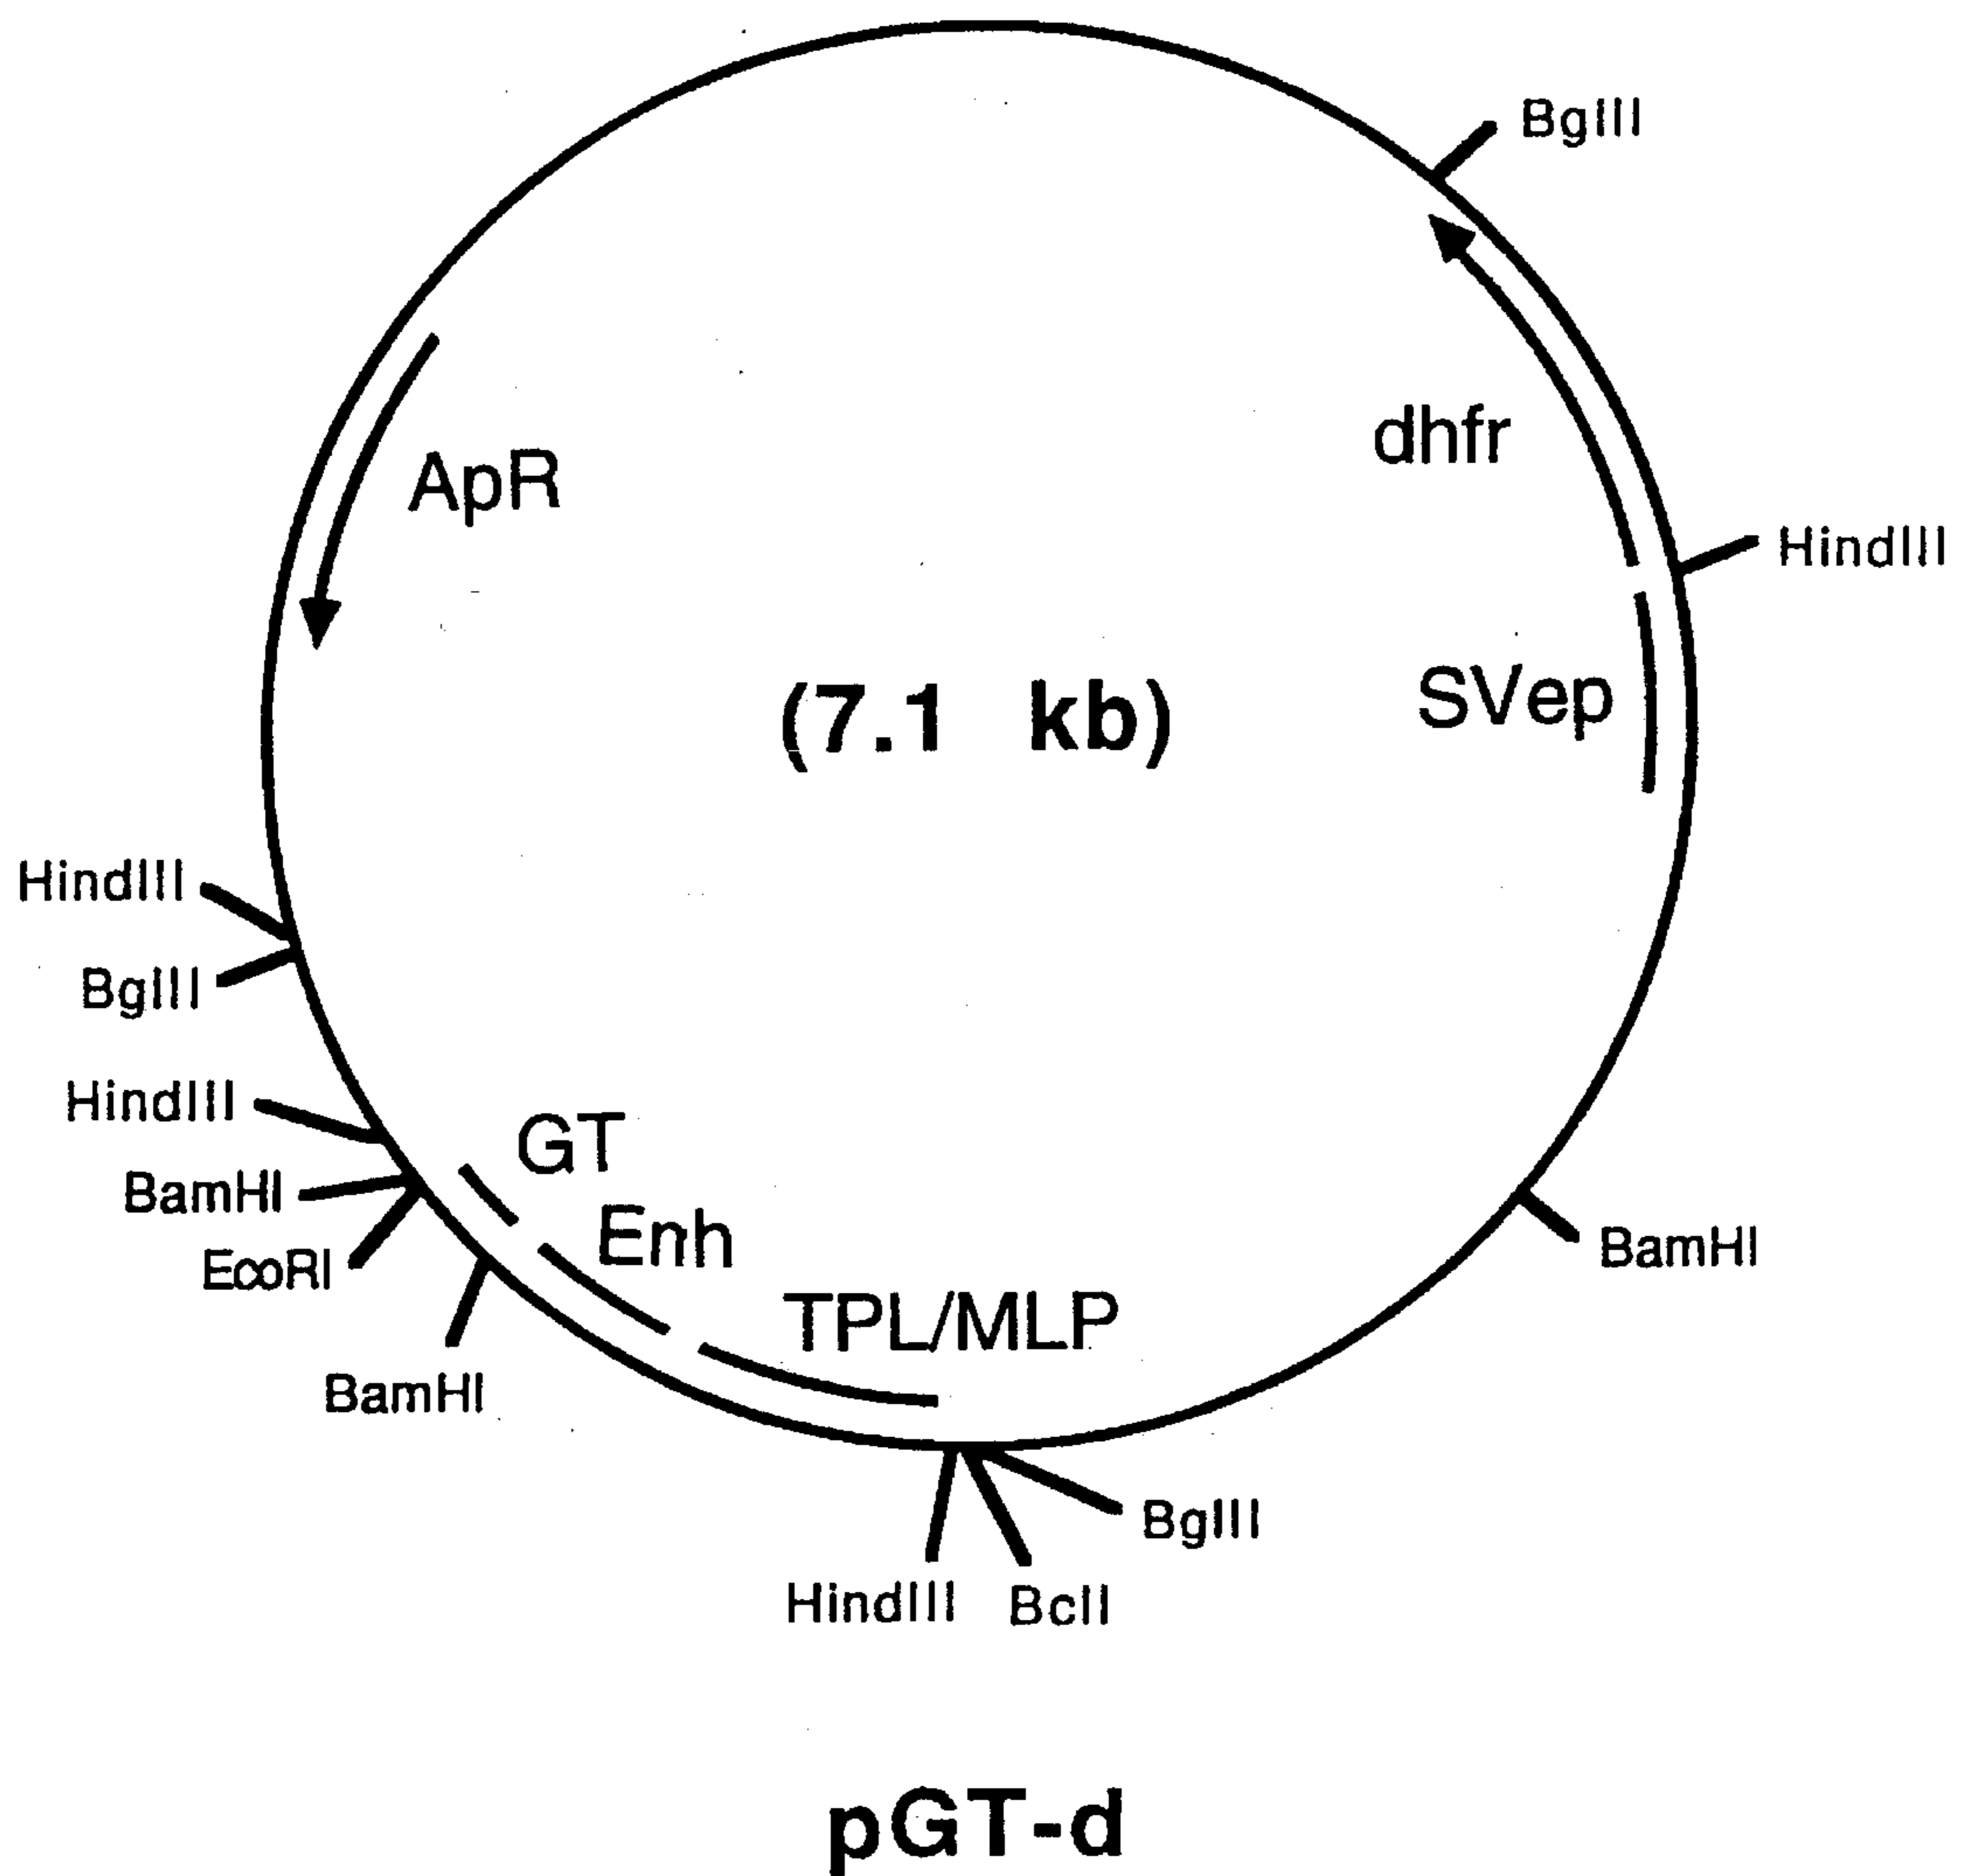 BglII
dhfr
HindIII
ApR
SVep
(7.1 kb)
HindIII
BglII
HindIII
GT
BamHI
Enh
EcoRI
BamHI
TPL/MLP
BamHI
BglII
HindIII
BclI
pGT-d